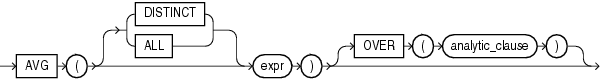 DISTINCT
ALL
AVG ( expr ) OVER ( analytic_clause )